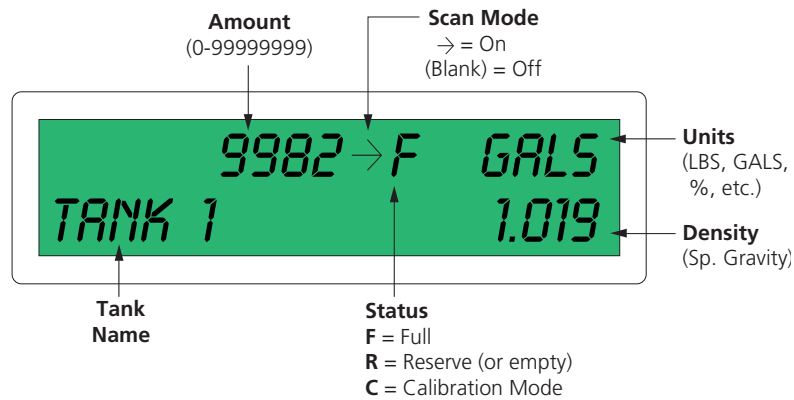 Amount
(0-99999999)
Scan Mode
→ = On
(Blank) = Off
9982 → F GALS
TANK 1 1.019
Units
(LBS, GALS,
%, etc.)
Density
(Sp. Gravity)
Tank
Name
Status
F = Full
R = Reserve (or empty)
C = Calibration Mode